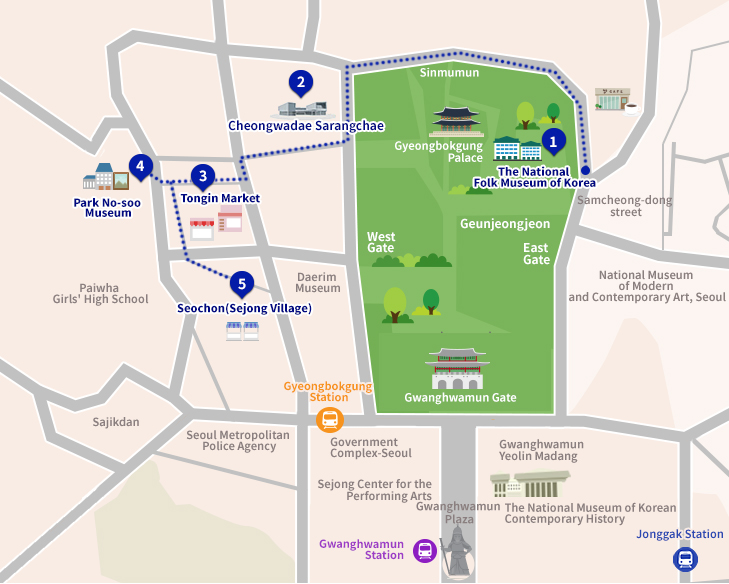 Sinmumun
2
CAFE
Cheongwadae Sarangchae
Gyeongbokgung
Palace
1
The National
Folk Museum of Korea
4
3
Park No-soo
Museum
Tongin Market
Samcheong-dong
street
Geunjeongjeon
West
Gate
East
Gate
Paiwha
Girls' High School
5
Daerim
Museum
National Museum
of Modern
and Contemporary Art, Seoul
Seochon(Sejong Village)
Gyeongbokgung
Station
Gwanghwamun Gate
Sajikdan
Seoul Metropolitan
Police Agency
Government
Complex-Seoul
Gwanghwamun
Yeolin Madang
Sejong Center for the
Performing Arts
Gwanghwamun
Plaza
The National Museum of Korean
Contemporary History
Gwanghwamun
Station
Jonggak Station